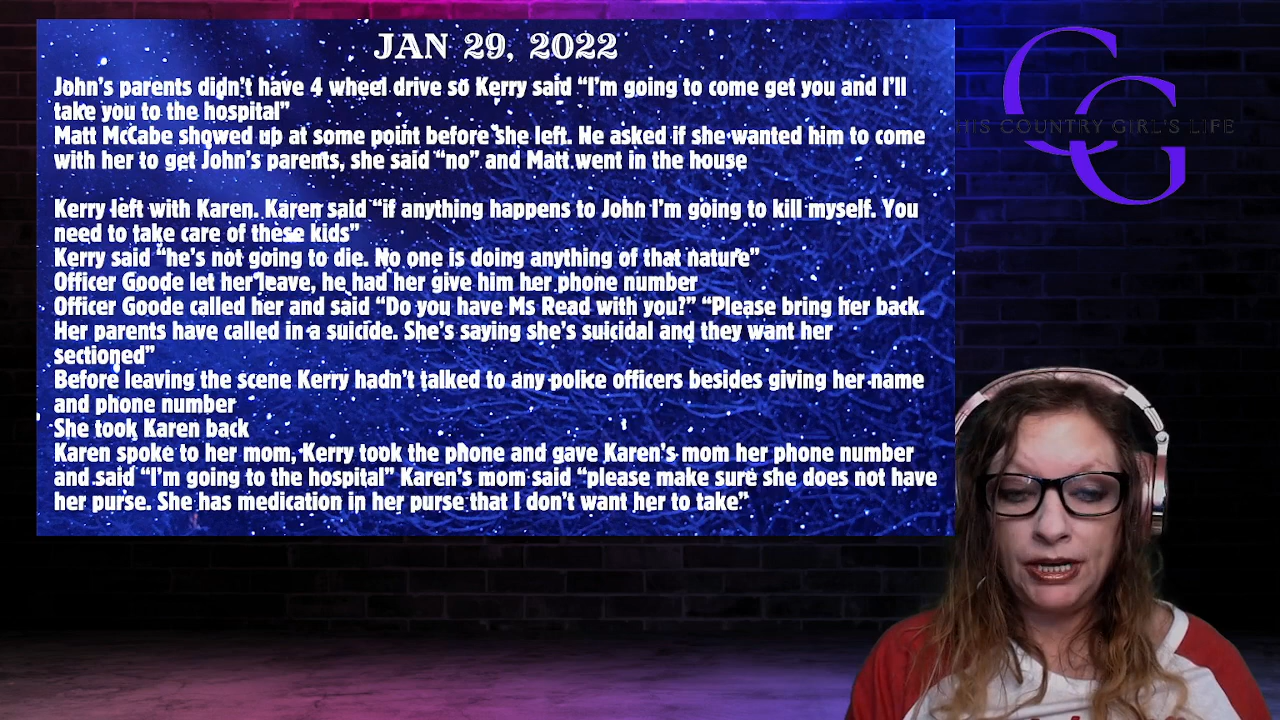 JAN 29, 2022
John's parents didn't have 4 wheel drive so Kerry said “I'm going to come get you and I'll
take you to the hospital”
Matt McCabe showed up at some point before she left. He asked if she wanted him to come
with her to get John's parents, she said “no” and Matt went in the house
Kerry left with Karen. Karen said “if anything happens to John I'm going to kill myself. You
need to take care of these kids”
Kerry said “he's not going to die. No one is doing anything of that nature”
Officer Goode let her leave, he had her give him her phone number
Officer Goode called her and said “Do you have Ms Read with you?” “Please bring her back.
Her parents have called in a suicide. She's saying she's suicidal and they want her
sectioned”
Before leaving the scene Kerry hadn't talked to any police officers besides giving her name
and phone number
She took Karen back
Karen spoke to her mom, Kerry took the phone and gave Karen's mom her phone number
and said “I'm going to the hospital” Karen's mom said “please make sure she does not have
her purse. She has medication in her purse that I don't want her to take”
CG
HIS COUNTRY GIRL'S LIFE